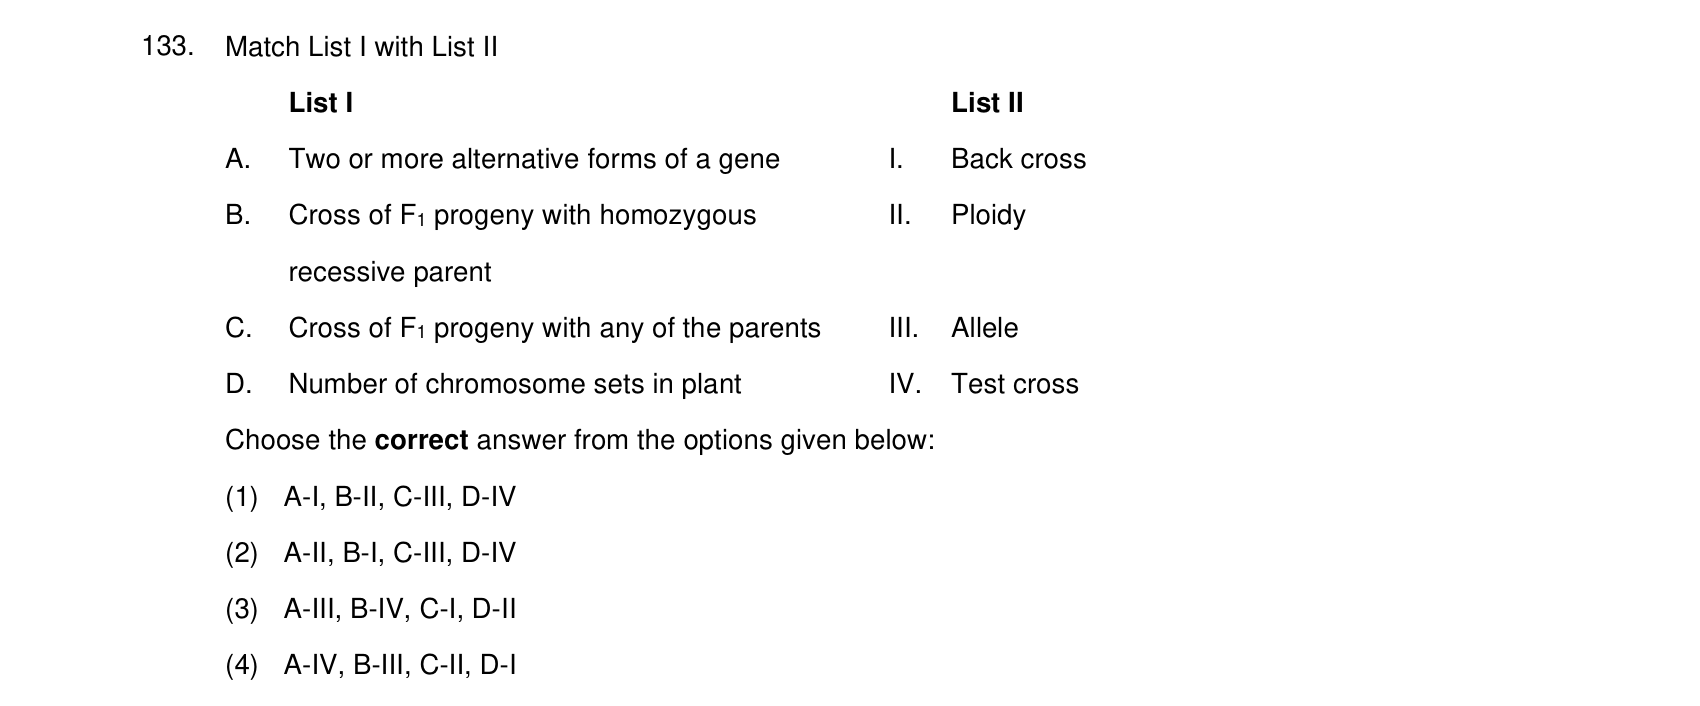 133. Match List I with List II
List I List II
A. Two or more alternative forms of a gene I. Back cross
B. Cross of F₁ progeny with homozygous II. Ploidy
recessive parent
C. Cross of F₁ progeny with any of the parents III. Allele
D. Number of chromosome sets in plant IV. Test cross
Choose the correct answer from the options given below:
(1) A-I, B-II, C-III, D-IV
(2) A-II, B-I, C-III, D-IV
(3) A-III, B-IV, C-I, D-II
(4) A-IV, B-III, C-II, D-I